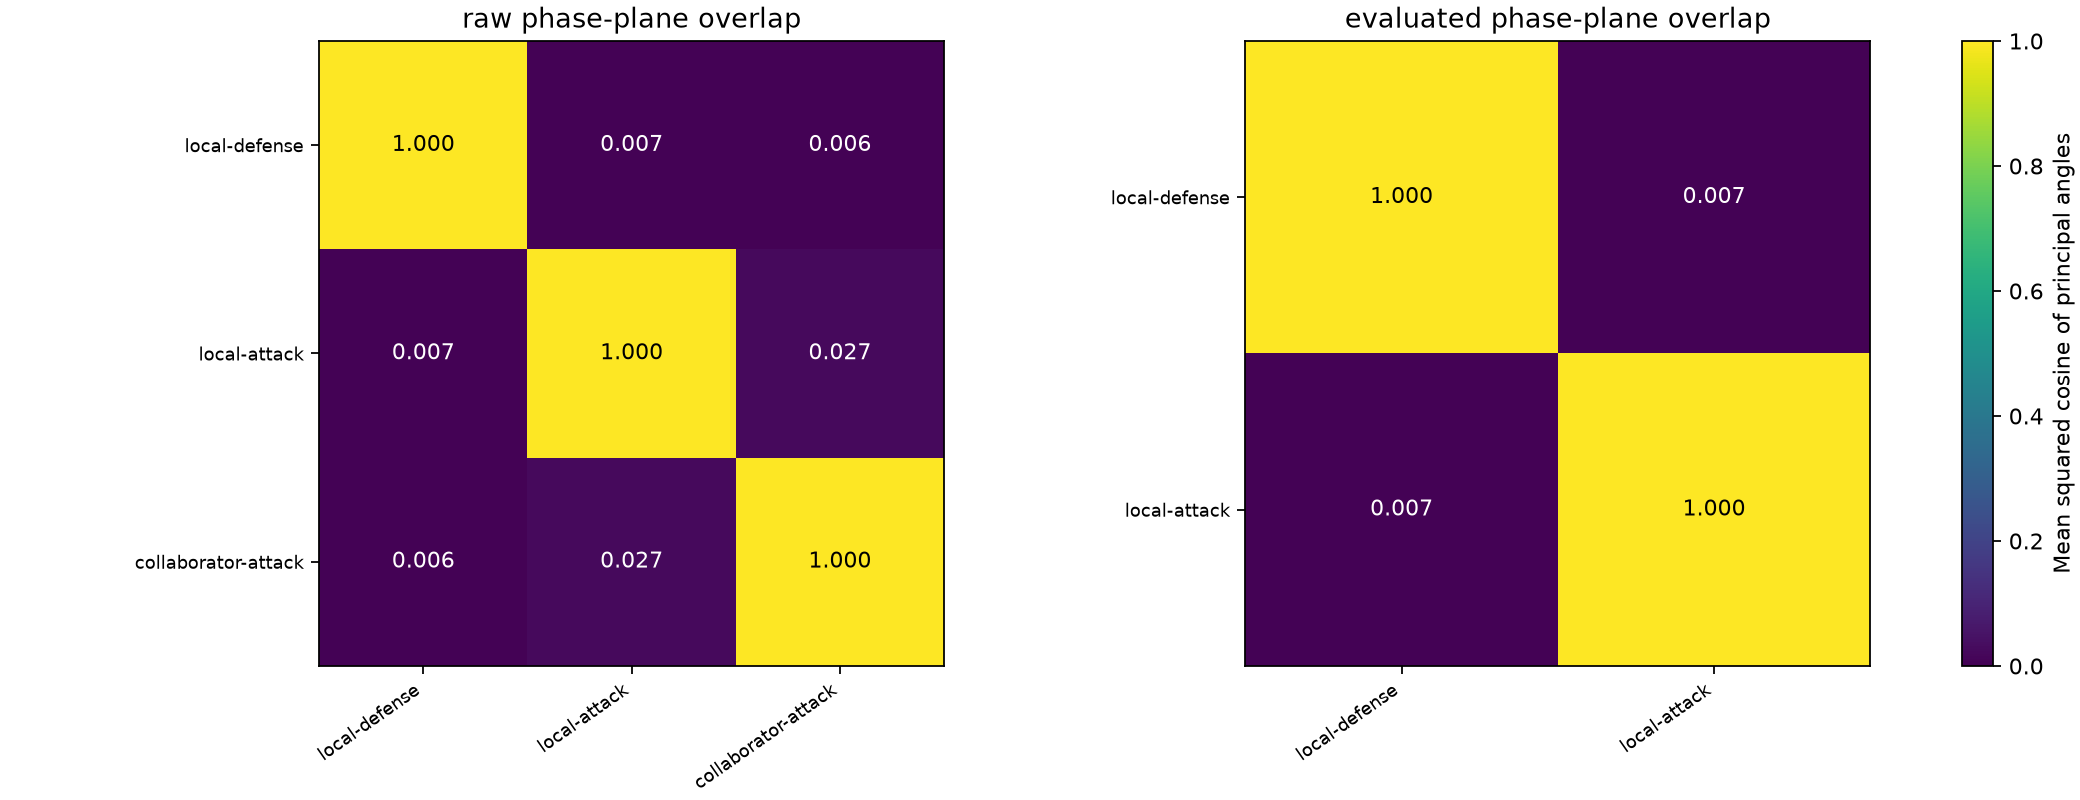 raw phase-plane overlap
local-defense
local-attack
collaborator-attack
1.000 0.007 0.006
0.007 1.000 0.027
0.006 0.027 1.000
local-defense
local-attack
collaborator-attack
evaluated phase-plane overlap
local-defense
local-attack
1.000 0.007
0.007 1.000
local-defense
local-attack
1.0
0.8
0.6
0.4
0.2
0.0
Mean squared cosine of principal angles